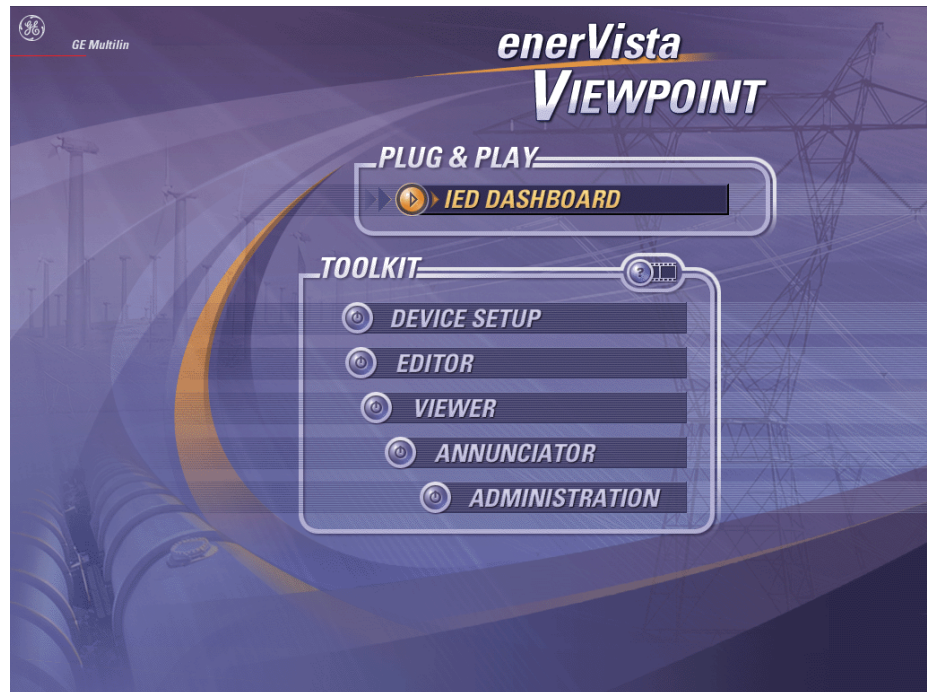 GE Multilin
enerVista
VIEWPOINT
PLUG & PLAY
IED DASHBOARD
TOOLKIT
?
DEVICE SETUP
EDITOR
VIEWER
ANNUNCIATOR
ADMINISTRATION